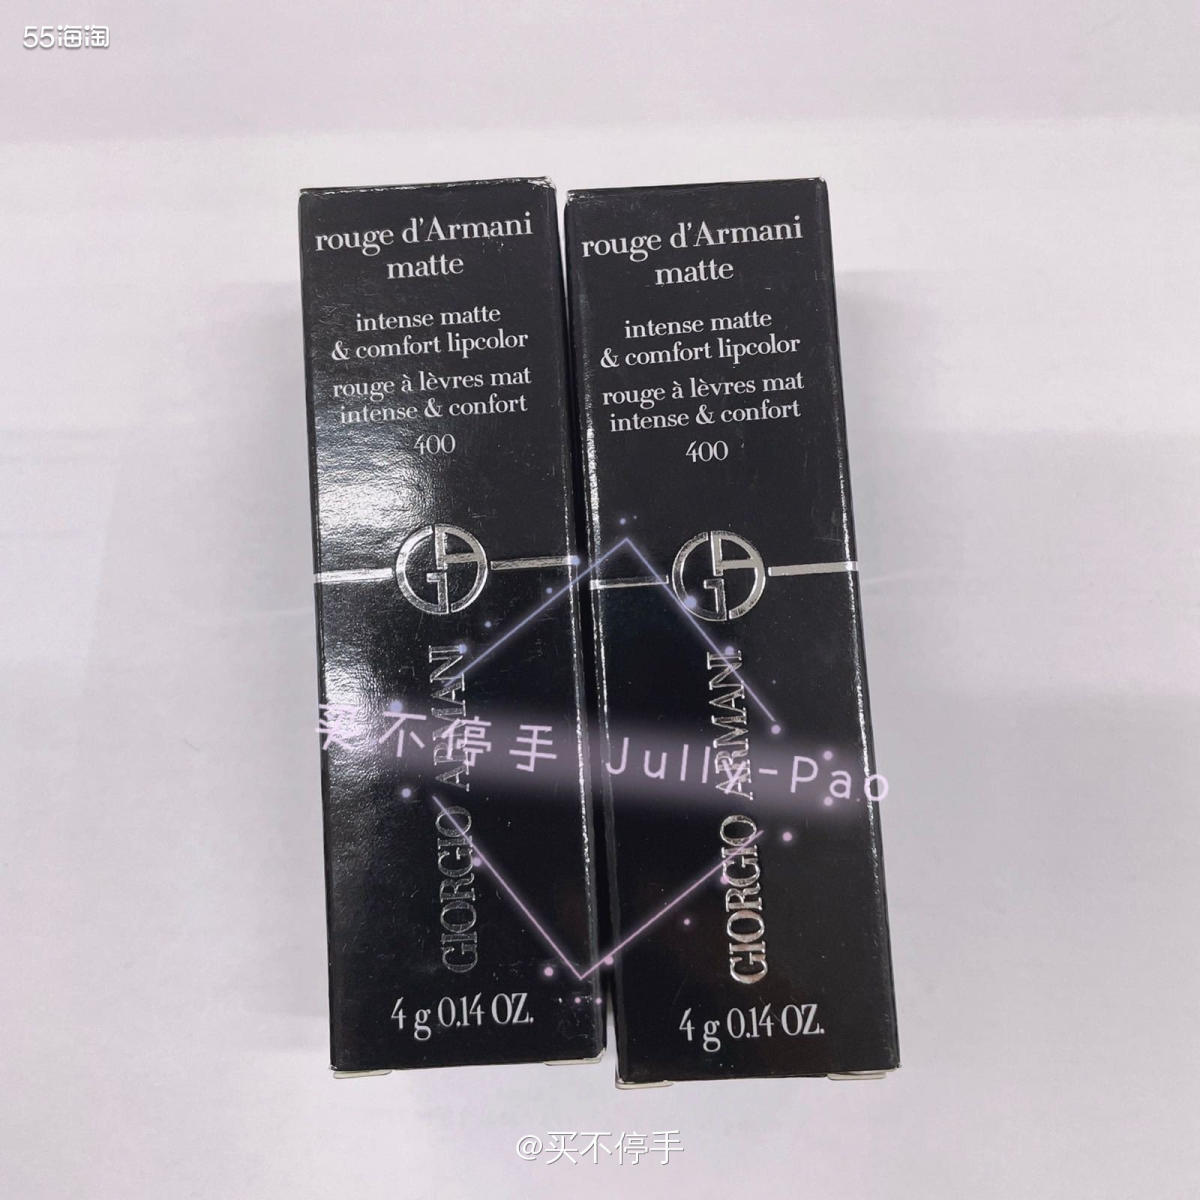 55海淘
rouge d'Armani
matte
intense matte
& comfort lipcolor
rouge à lèvres mat
intense & confort
400
GIORGIO ARMANI
4 g 0.14 OZ.
rouge d'Armani
matte
intense matte
& comfort lipcolor
rouge à lèvres mat
intense & confort
400
GIORGIO ARMANI
4 g 0.14 OZ.
买不停手 Jully-Pao
@买不停手